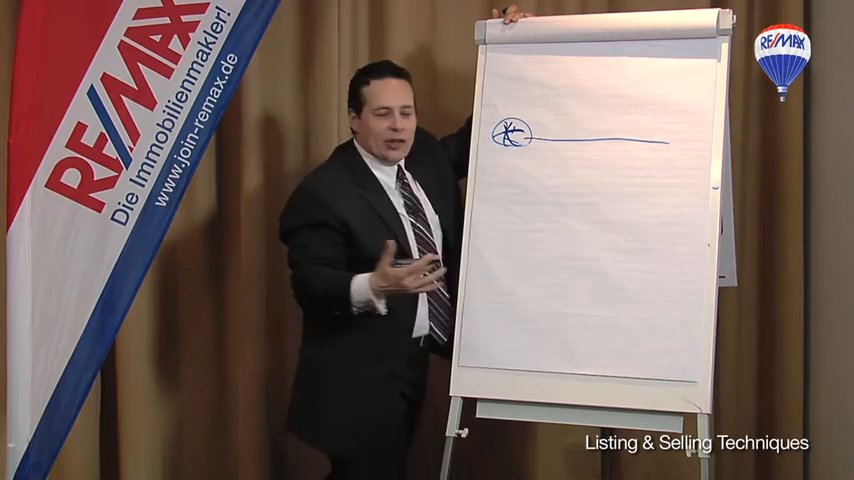 RE/MAX
Die Immobilienmakler!
www.join-remax.de
RE/MAX
Listing & Selling Techniques